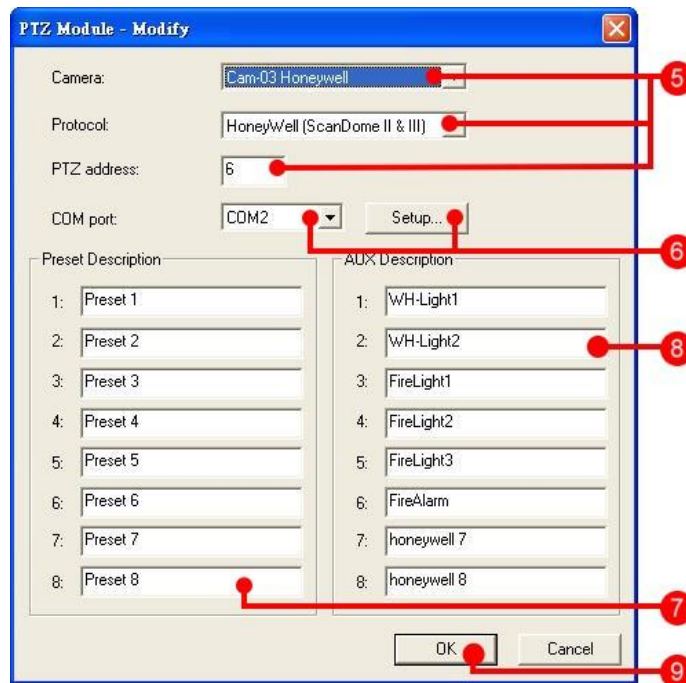 PTZ Module - Modify
Camera: Cam-03 Honeywell
5
Protocol: HoneyWell (ScanDome II & III)
PTZ address: 6
COM port: COM2 Setup...
6
Preset Description
1: Preset 1
2: Preset 2
3: Preset 3
4: Preset 4
5: Preset 5
6: Preset 6
7: Preset 7
8: Preset 8
7
AUX Description
1: WH-Light1
2: WH-Light2
8
3: FireLight1
4: FireLight2
5: FireLight3
6: FireAlarm
7: honeywell 7
8: honeywell 8
OK Cancel
9